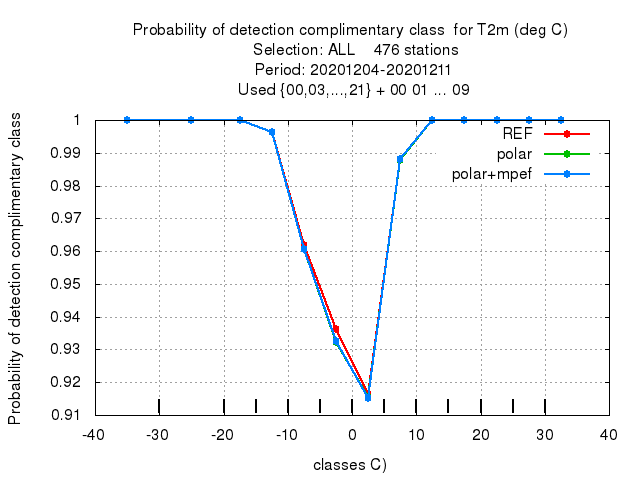 Probability of detection complimentary class  for T2m (deg C)
Selection: ALL    476 stations
Period: 20201204-20201211
Used {00,03,...,21} + 00 01 ... 09
Probability of detection complimentary class
1
0.99
0.98
0.97
0.96
0.95
0.94
0.93
0.92
0.91
REF
polar
polar+mpef
-40 -30 -20 -10 0 10 20 30 40
classes C)